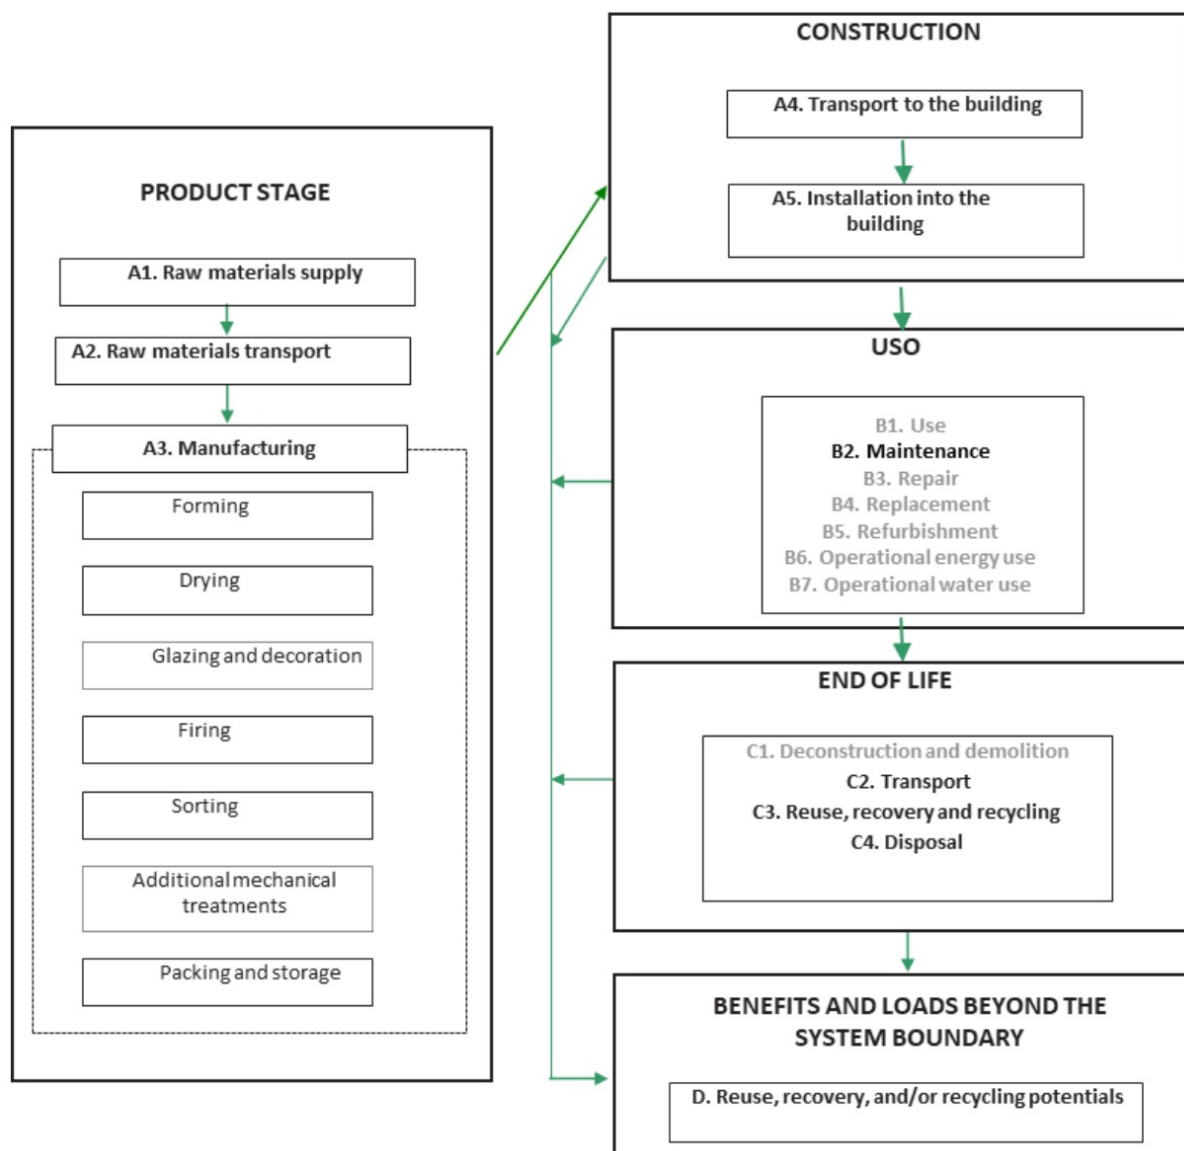 PRODUCT STAGE
A1. Raw materials supply
A2. Raw materials transport
A3. Manufacturing
Forming
Drying
Glazing and decoration
Firing
Sorting
Additional mechanical
treatments
Packing and storage
CONSTRUCTION
A4. Transport to the building
A5. Installation into the
building
USO
B1. Use
B2. Maintenance
B3. Repair
B4. Replacement
B5. Refurbishment
B6. Operational energy use
B7. Operational water use
END OF LIFE
C1. Deconstruction and demolition
C2. Transport
C3. Reuse, recovery and recycling
C4. Disposal
BENEFITS AND LOADS BEYOND THE
SYSTEM BOUNDARY
D. Reuse, recovery, and/or recycling potentials